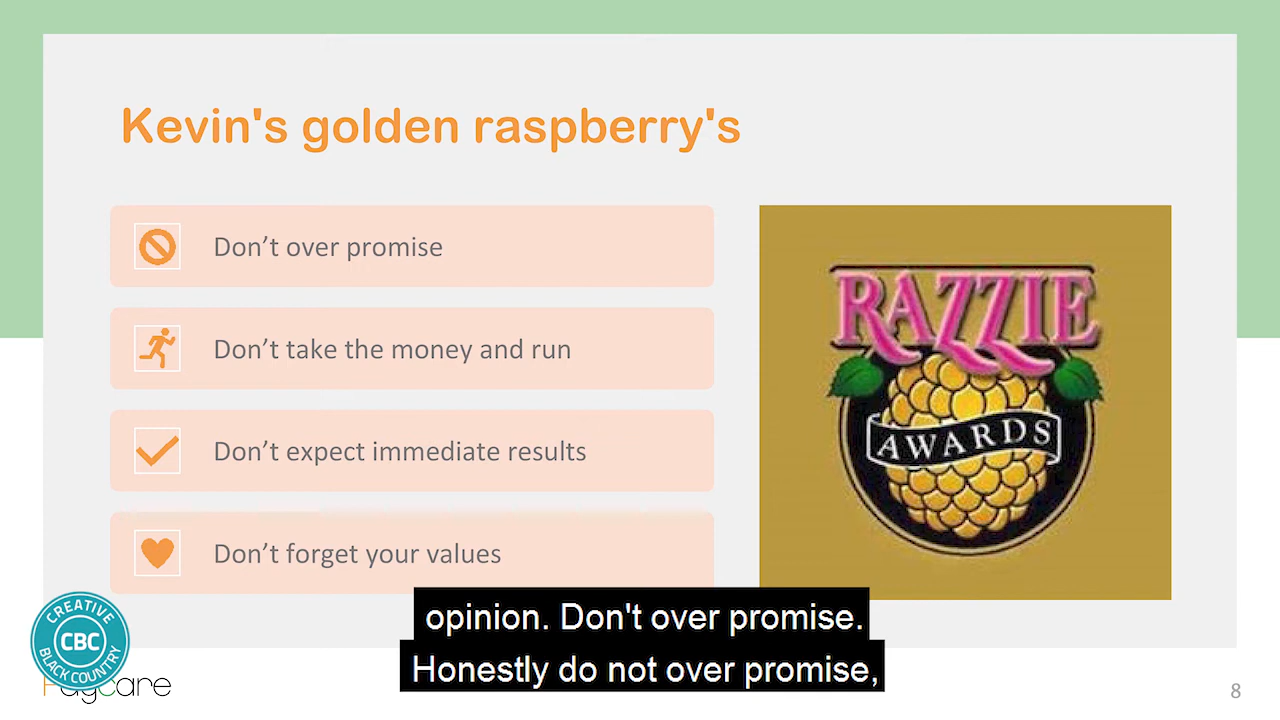 Kevin's golden raspberry's
Don’t over promise
Don’t take the money and run
Don’t expect immediate results
Don’t forget your values
RAZZIE
AWARDS
opinion. Don't over promise.
Honestly do not over promise,
CREATIVE
CBC
BLACK COUNTRY
8